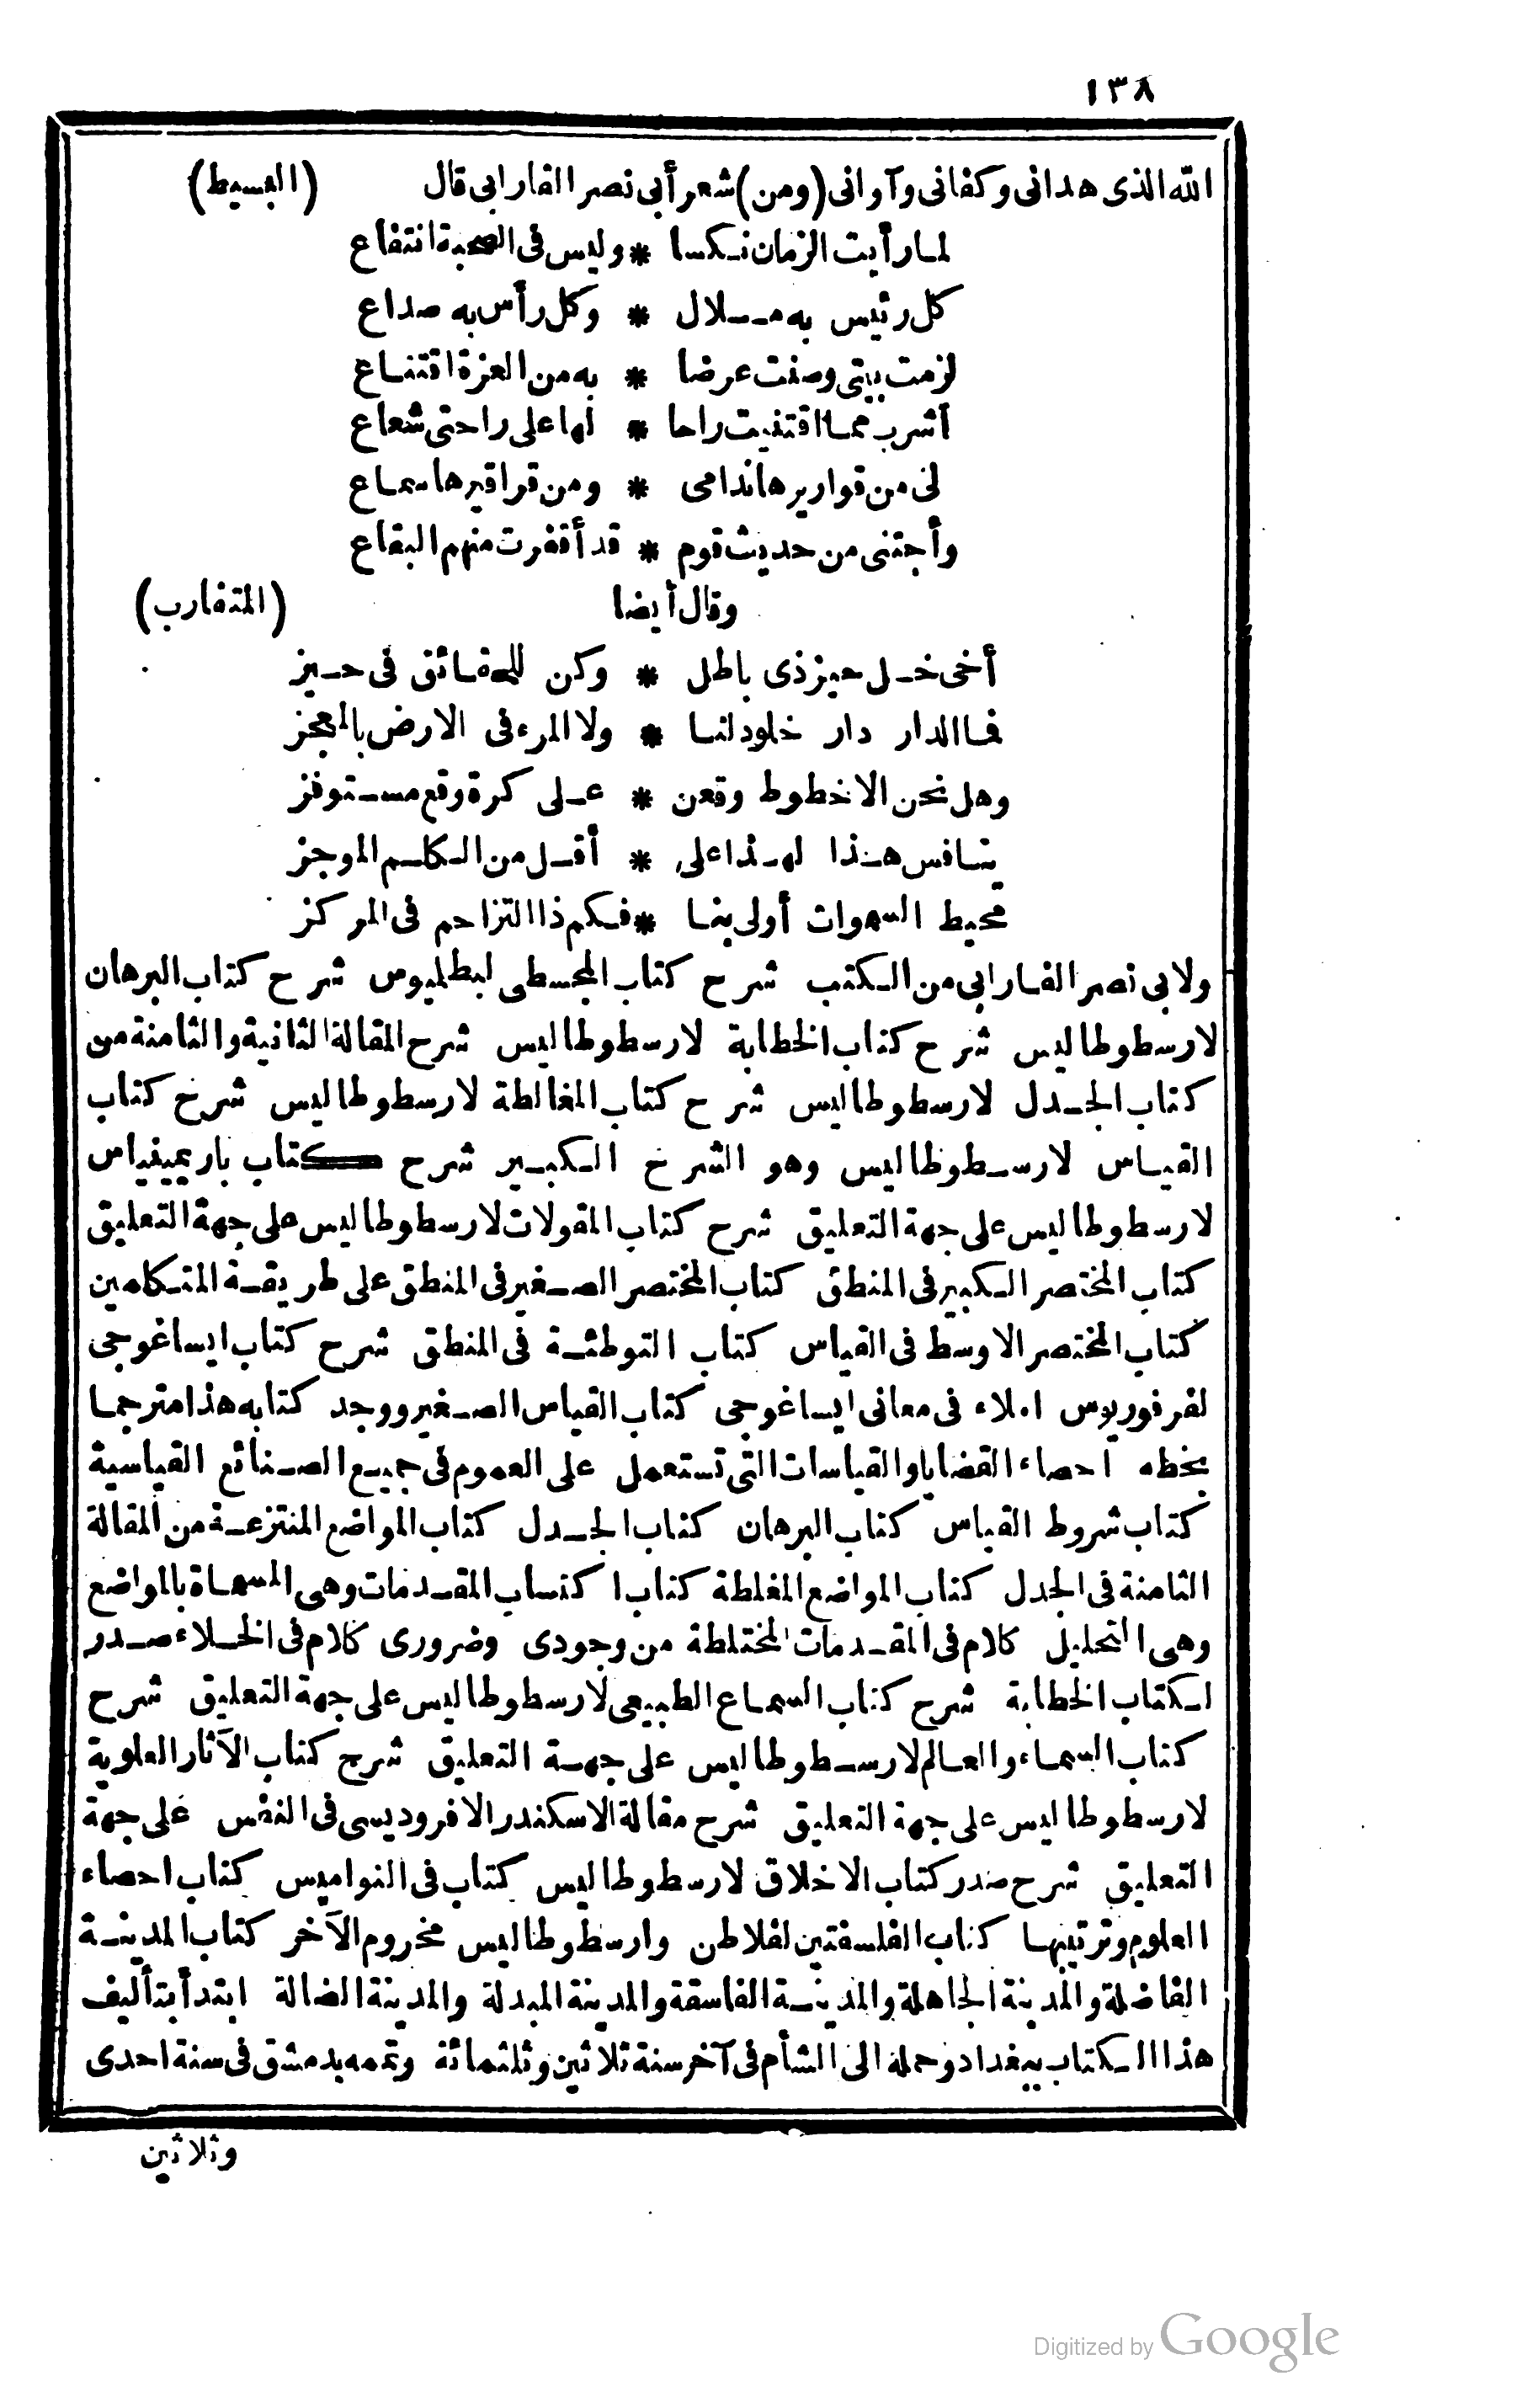 ١٣٨
الله الذى هدانى وكفانى وآوانى (ومن) شعر أبى نصر الفارابى قال (البسيط)
لما رأيت الزمان نكسا * وليس فى الصحبة انتفاع
كل رئيس به ملال * وكل رأس به صداع
لزمت بيتى وصنت عرضا * به من العزة اقتناع
أشرب مما اقتنيت راحا * لها على راحتى شعاع
لى من قواريرها ندامى * ومن قراقيرها سماع
وأجتنى من حديث قوم * قد أقفرت منهم البقاع
وقال أيضا (المتقارب)
أخى خل حيز ذى باطل * وكن للحقائق فى حيز
فما الدار دار خلود لنا * ولا المرء فى الارض بالمعجز
وهل نحن الا خطوط وقعن * على كرة وقع مستوفز
ينافس هذا لهذا على * أقل من الكلم الموجز
محيط السموات أولى بنا * فكم ذا التزاحم فى المركز
ولابى نصر الفارابى من الكتب شرح كتاب المجسطى لبطلميوس شرح كتاب البرهان
لارسطوطاليس شرح كتاب الخطابة لارسطوطاليس شرح المقالة الثانية والثامنة من
كتاب الجدل لارسطوطاليس شرح كتاب المغالطة لارسطوطاليس شرح كتاب
القياس لارسطوطاليس وهو الشرح الكبير شرح كتاب باريمينياس
لارسطوطاليس على جهة التعليق شرح كتاب المقولات لارسطوطاليس على جهة التعليق
كتاب المختصر الكبير فى المنطق كتاب المختصر الصغير فى المنطق على طريقة المتكلمين
كتاب المختصر الاوسط فى القياس كتاب التوطئة فى المنطق شرح كتاب ايساغوجى
لفرفوريوس املاء فى معانى ايساغوجى كتاب القياس الصغير ووجد كتابه هذا مترجما
بخطه احصاء القضايا والقياسات التى تستعمل على العموم فى جميع الصنائع القياسية
كتاب شروط القياس كتاب البرهان كتاب الجدل كتاب المواضع المنتزعة من المقالة
الثامنة فى الجدل كتاب المواضع المغلطة كتاب اكتساب المقدمات وهى المسماة بالمواضع
وهى التحليل كلام فى المقدمات المختلطة من وجودى وضرورى كلام فى الخلاء صدر
لكتاب الخطابة شرح كتاب السماع الطبيعى لارسطوطاليس على جهة التعليق شرح
كتاب السماء والعالم لارسطوطاليس على جهة التعليق شرح كتاب الآثار العلوية
لارسطوطاليس على جهة التعليق شرح مقالة الاسكندر الافروديسى فى النفس على جهة
التعليق شرح صدر كتاب الاخلاق لارسطوطاليس كتاب فى النواميس كتاب احصاء
العلوم وترتيبها كتاب الفلسفتين لفلاطن وارسطوطاليس مخروم الآخر كتاب المدينة
الفاضلة والمدينة الجاهلة والمدينة الفاسقة والمدينة المبدلة والمدينة الضالة ابتدأ بتأليف
هذا الكتاب ببغداد وحمله الى الشأم فى آخر سنة ثلاثين وثلثمائة وتممه بدمشق فى سنة احدى
وثلاثين
Digitized by Google